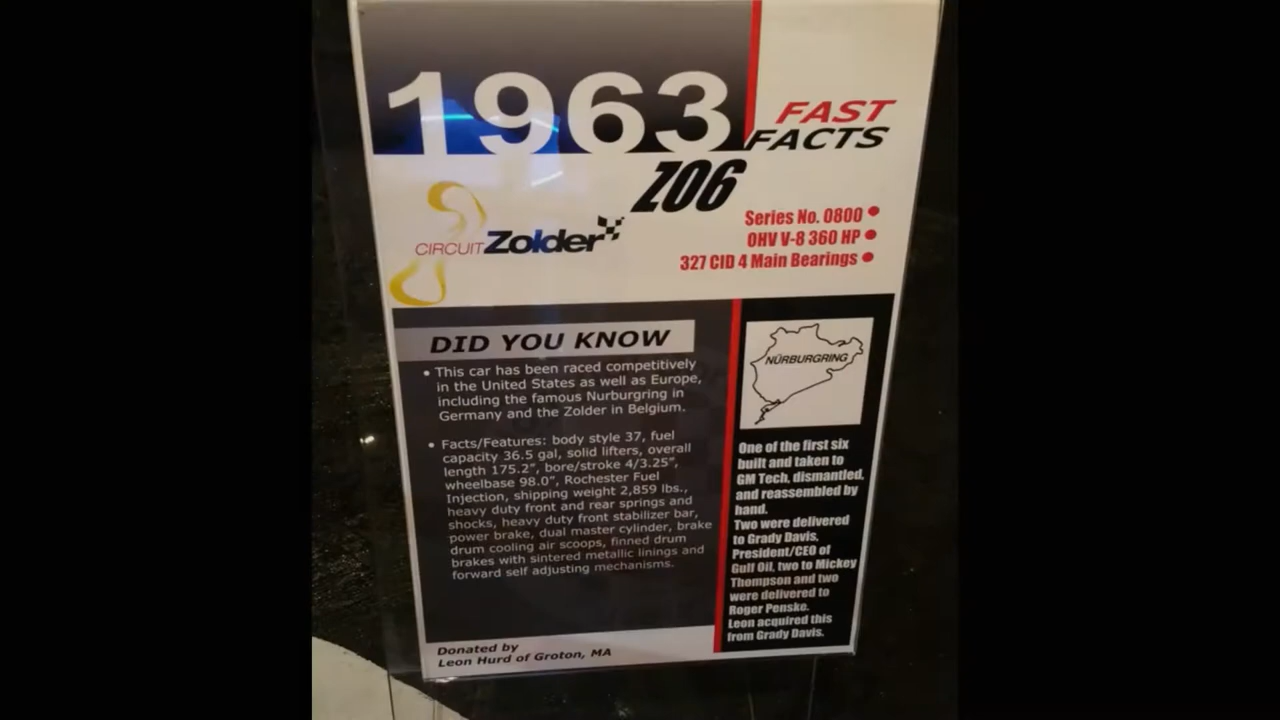 1963
FAST
FACTS
Z06
CIRCUIT Zolder
Series No. 0800 •
OHV V-8 360 HP •
327 CID 4 Main Bearings •
DID YOU KNOW
• This car has been raced competitively
in the United States as well as Europe,
including the famous Nurburgring in
Germany and the Zolder in Belgium.
• Facts/Features: body style 37, fuel
capacity 36.5 gal, solid lifters, overall
length 175.2", bore/stroke 4/3.25",
wheelbase 98.0", Rochester Fuel
Injection, shipping weight 2,859 lbs.,
heavy duty front and rear springs and
shocks, heavy duty front stabilizer bar,
power brake, dual master cylinder, brake
drum cooling air scoops, finned drum
brakes with sintered metallic linings and
forward self adjusting mechanisms.
NÜRBURGRING
One of the first six
built and taken to
GM Tech, dismantled,
and reassembled by
hand.
Two were delivered
to Grady Davis,
President/CEO of
Gulf Oil, two to Mickey
Thompson and two
were delivered to
Roger Penske.
Leon acquired this
from Grady Davis.
Donated by
Leon Hurd of Groton, MA